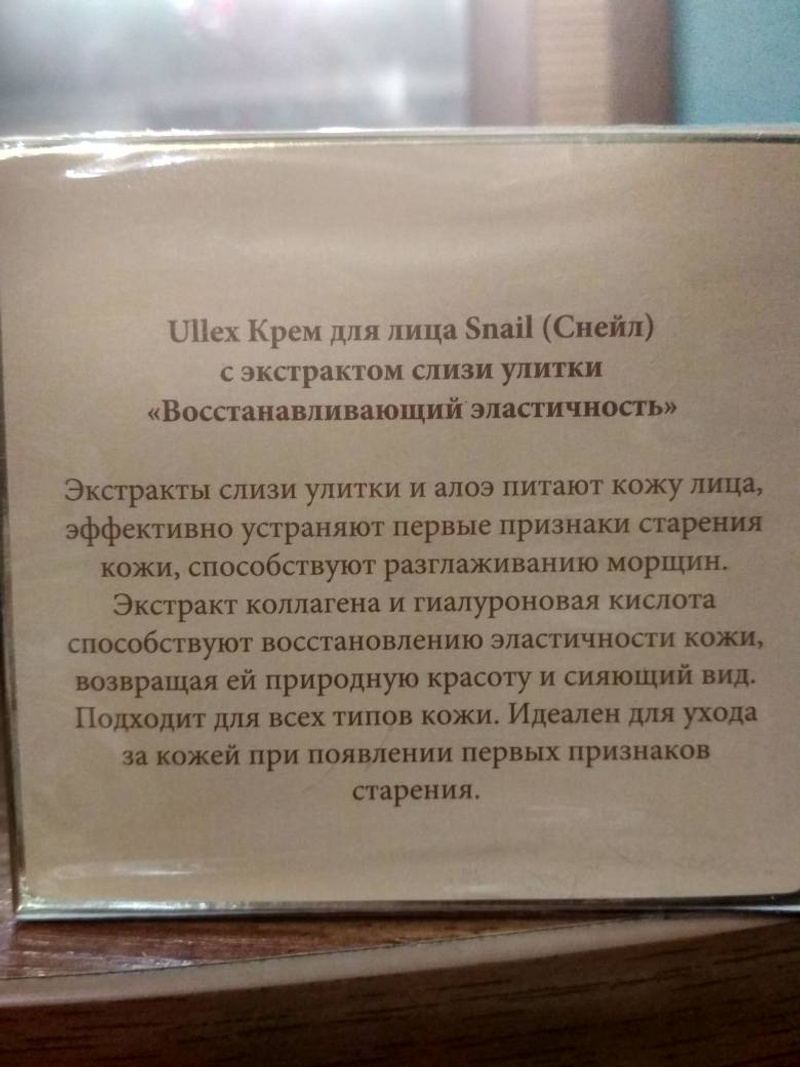 Ullex Крем для лица Snail (Снейл)
с экстрактом слизи улитки
«Восстанавливающий эластичность»
Экстракты слизи улитки и алоэ питают кожу лица,
эффективно устраняют первые признаки старения
кожи, способствуют разглаживанию морщин.
Экстракт коллагена и гиалуроновая кислота
способствуют восстановлению эластичности кожи,
возвращая ей природную красоту и сияющий вид.
Подходит для всех типов кожи. Идеален для ухода
за кожей при появлении первых признаков
старения.